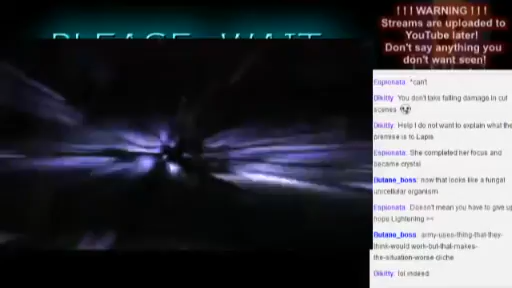 PLEASE WAIT
! ! ! WARNING ! ! !
Streams are uploaded to
YouTube later!
Don't say anything you
don't want seen!
Espionata *can't
Dikitty You don't take falling damage in cut
scenes
Dikitty Help I do not want to explain what the
premise is to Lapis
Espionata She completed her focus and
became crystal
Butane_boss now that looks like a fungal
unicellular organism
Espionata Doesn't mean you have to give up
hope Lightening ><
Butane_boss army-uses-thing-that-they-
think-would work-but-that-makes-
the-situation-worse cliche
Dikitty lol indeed